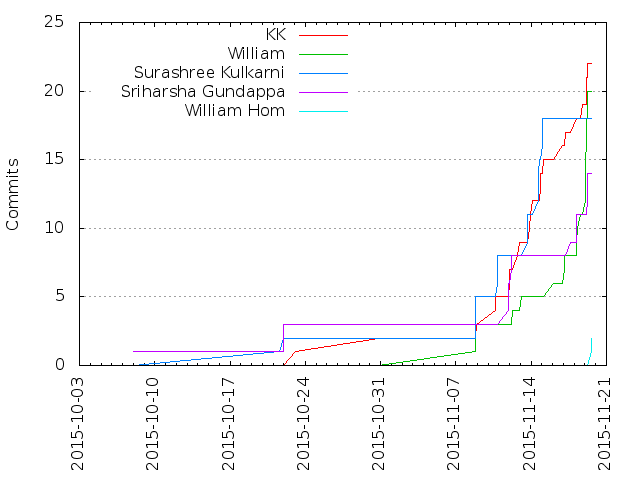 KK
William
Surashree Kulkarni
Sriharsha Gundappa
William Hom
Commits
25
20
15
10
5
0
2015-10-03
2015-10-10
2015-10-17
2015-10-24
2015-10-31
2015-11-07
2015-11-14
2015-11-21